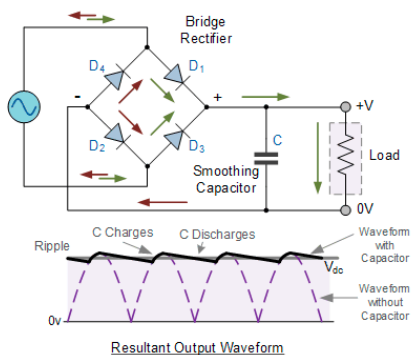 Bridge
Rectifier
D4
D1
-
+
+V
D2
D3
C
Smoothing
Capacitor
Load
0V
Ripple
C Charges
C Discharges
Waveform
with
Capacitor
Vdc
Waveform
without
Capacitor
0v
Resultant Output Waveform